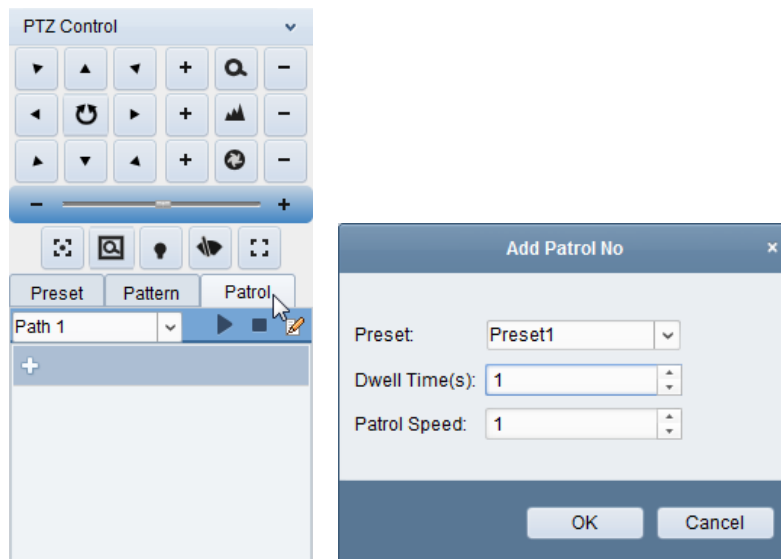 PTZ Control
Preset Pattern Patrol
Path 1
Add Patrol No
Preset: Preset1
Dwell Time(s): 1
Patrol Speed: 1
OK Cancel